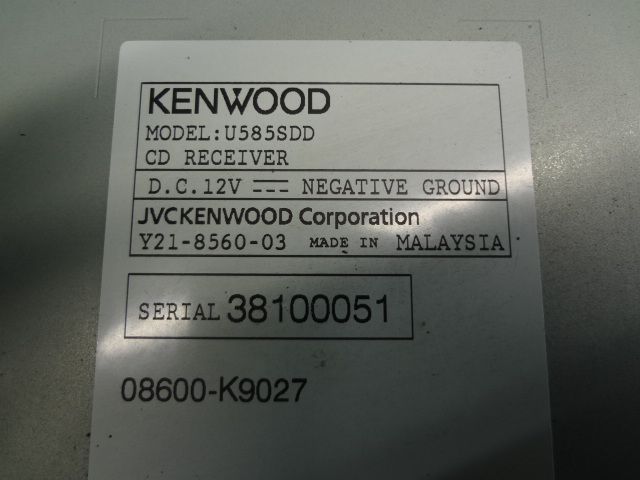 KENWOOD
MODEL:U585SDD
CD RECEIVER
D.C.12V NEGATIVE GROUND
JVCKENWOOD Corporation
Y21-8560-03 MADE IN MALAYSIA
SERIAL 38100051
08600-K9027